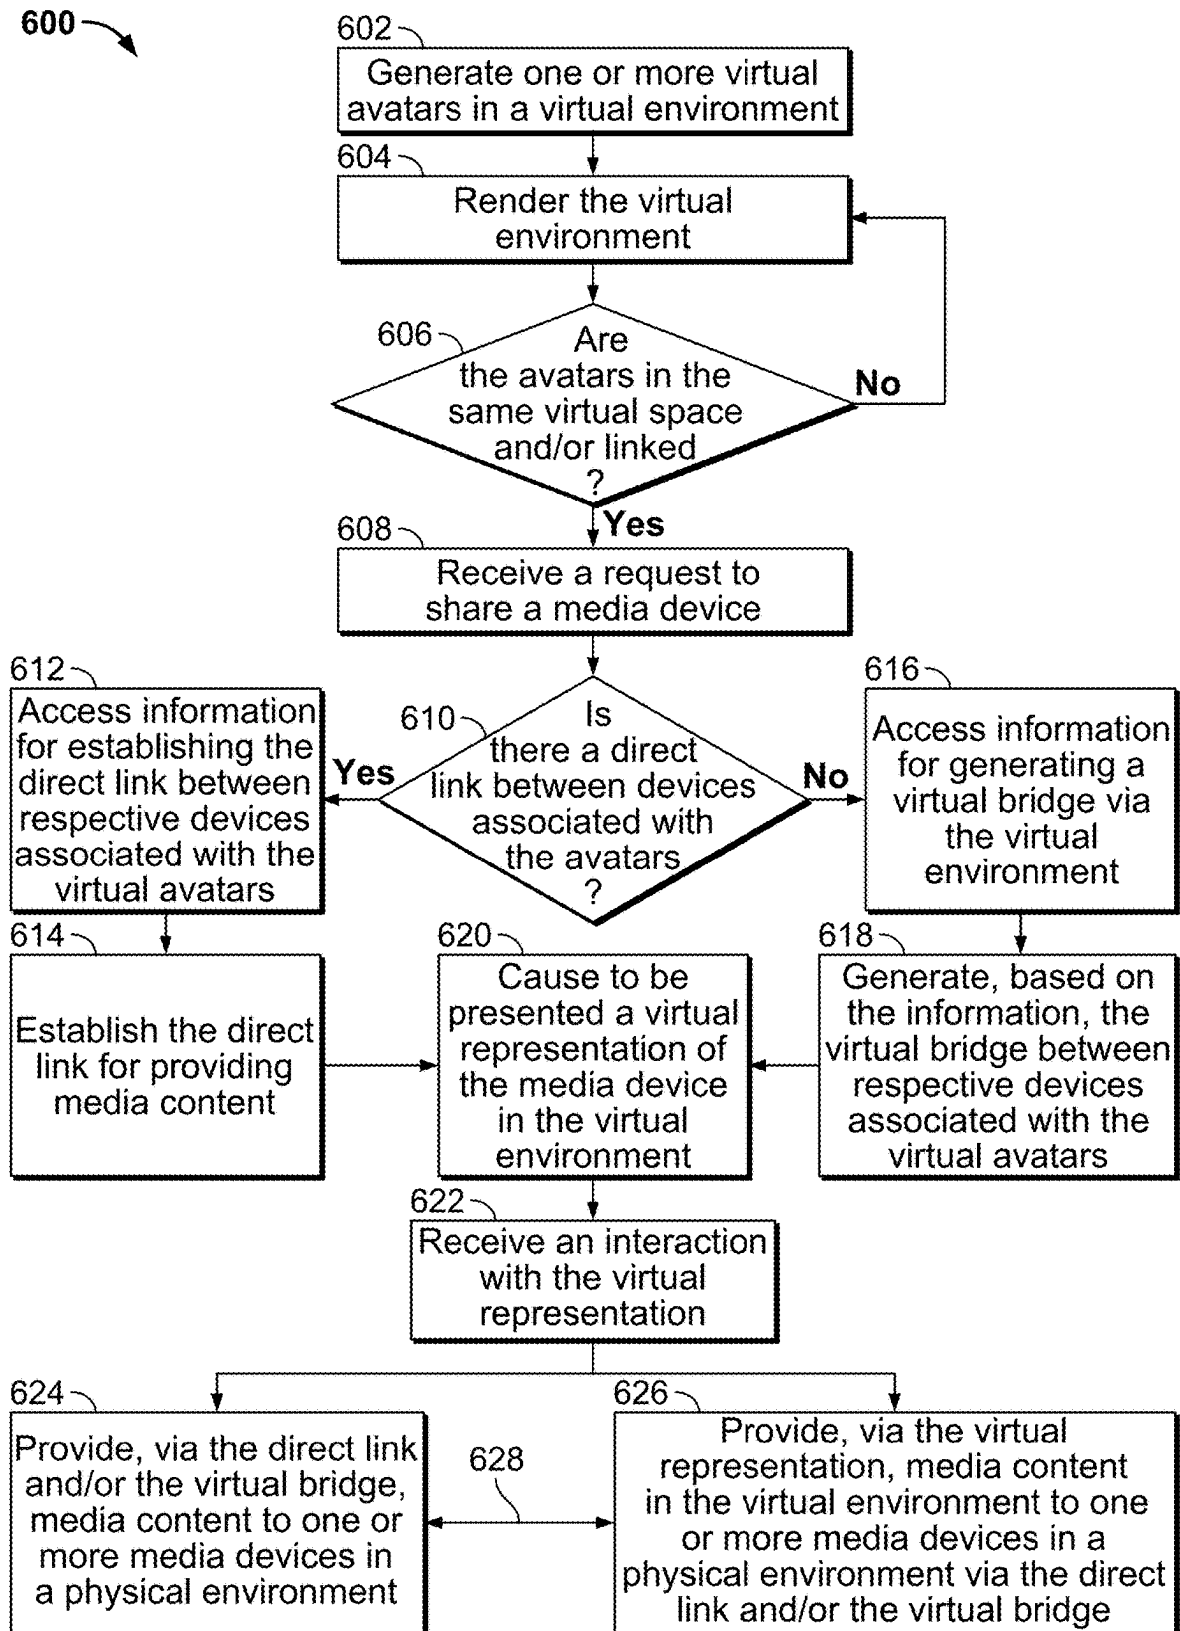 600
602
Generate one or more virtual
avatars in a virtual environment
604
Render the virtual
environment
606
Are
the avatars in the
same virtual space
and/or linked
?
No
Yes
608
Receive a request to
share a media device
610
Is
there a direct
link between devices
associated with
the avatars
?
Yes
No
612
Access information
for establishing the
direct link between
respective devices
associated with the
virtual avatars
616
Access information
for generating a
virtual bridge via
the virtual
environment
614
Establish the direct
link for providing
media content
620
Cause to be
presented a virtual
representation of
the media device
in the virtual
environment
618
Generate, based on
the information, the
virtual bridge between
respective devices
associated with the
virtual avatars
622
Receive an interaction
with the virtual
representation
624
Provide, via the direct link
and/or the virtual bridge,
media content to one or
more media devices in
a physical environment
628
626
Provide, via the virtual
representation, media content
in the virtual environment to one
or more media devices in a
physical environment via the direct
link and/or the virtual bridge